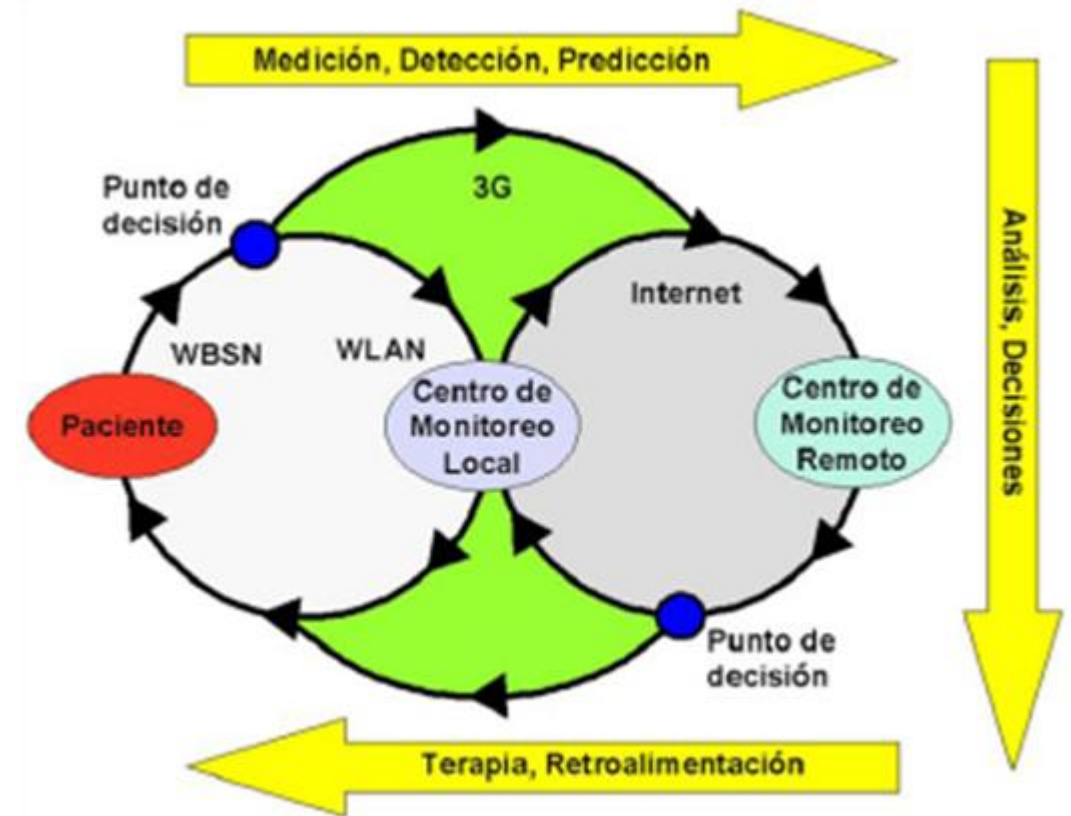 Medición, Detección, Predicción
Punto de
decisión
3G
Internet
WBSN
WLAN
Paciente
Centro de
Monitoreo
Local
Centro de
Monitoreo
Remoto
Análisis, Decisiones
Punto de
decisión
Terapia, Retroalimentación